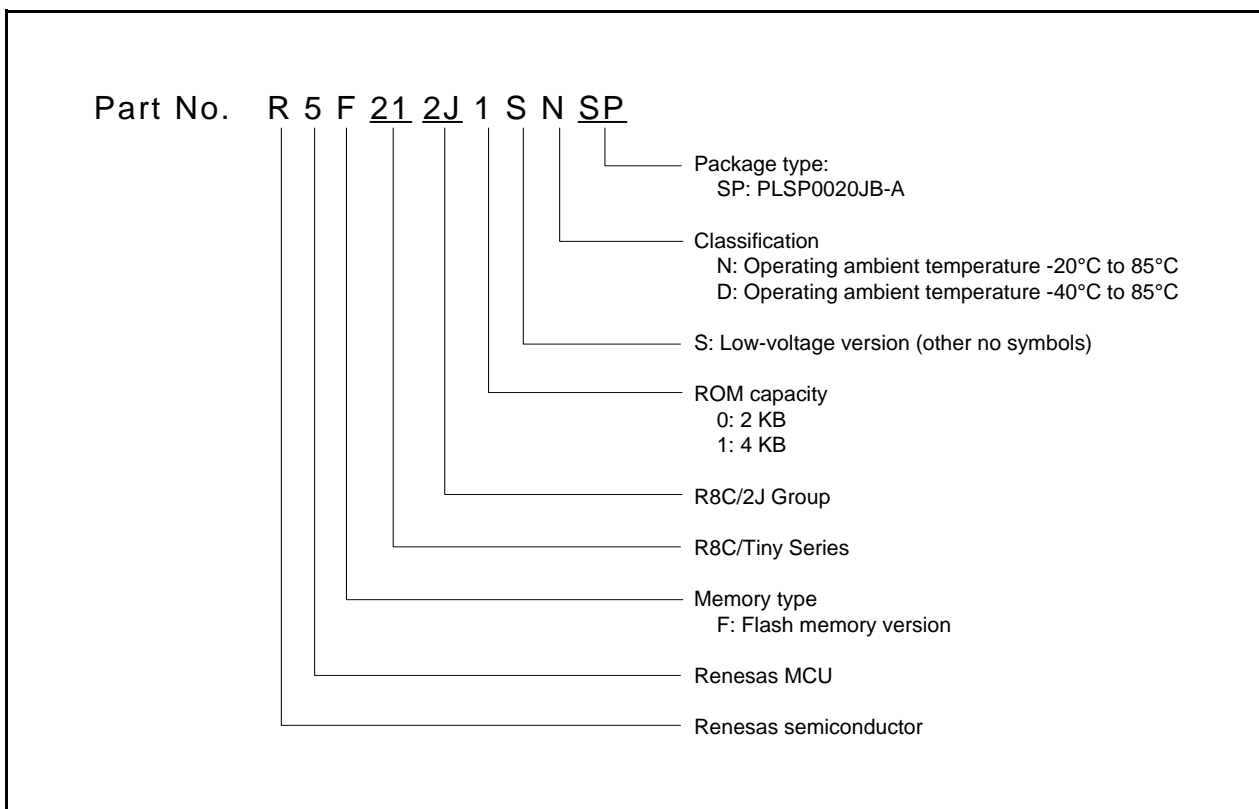 Part No. R 5 F 21 2J 1 S N SP
Package type:
SP: PLSP0020JB-A
Classification
N: Operating ambient temperature -20°C to 85°C
D: Operating ambient temperature -40°C to 85°C
S: Low-voltage version (other no symbols)
ROM capacity
0: 2 KB
1: 4 KB
R8C/2J Group
R8C/Tiny Series
Memory type
F: Flash memory version
Renesas MCU
Renesas semiconductor